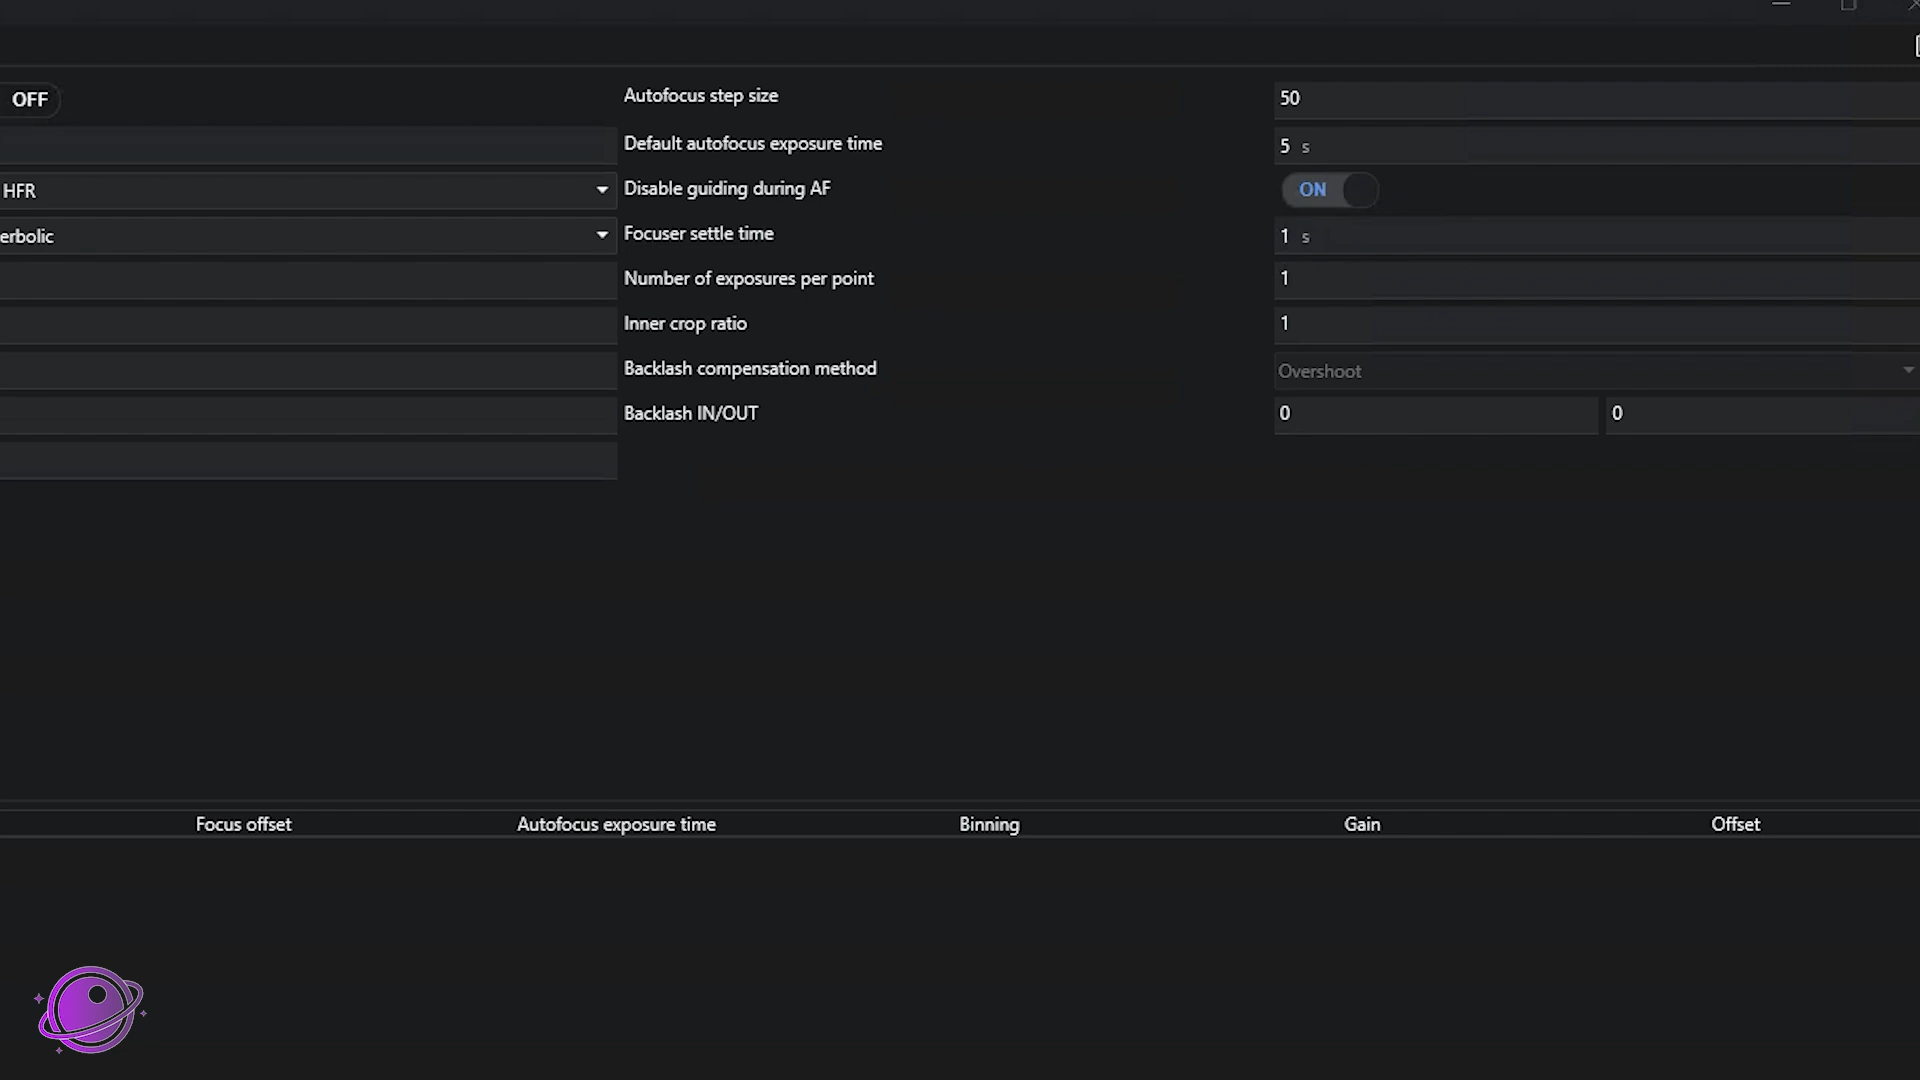 OFF
Autofocus step size
50
Default autofocus exposure time
5 s
HFR
Disable guiding during AF
ON
erbolic
Focuser settle time
1 s
Number of exposures per point
1
Inner crop ratio
1
Backlash compensation method
Overshoot
Backlash IN/OUT
0
0
Focus offset
Autofocus exposure time
Binning
Gain
Offset